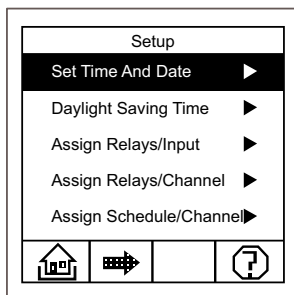 Setup
Set Time And Date
Daylight Saving Time
Assign Relays/Input
Assign Relays/Channel
Assign Schedule/Channel
?